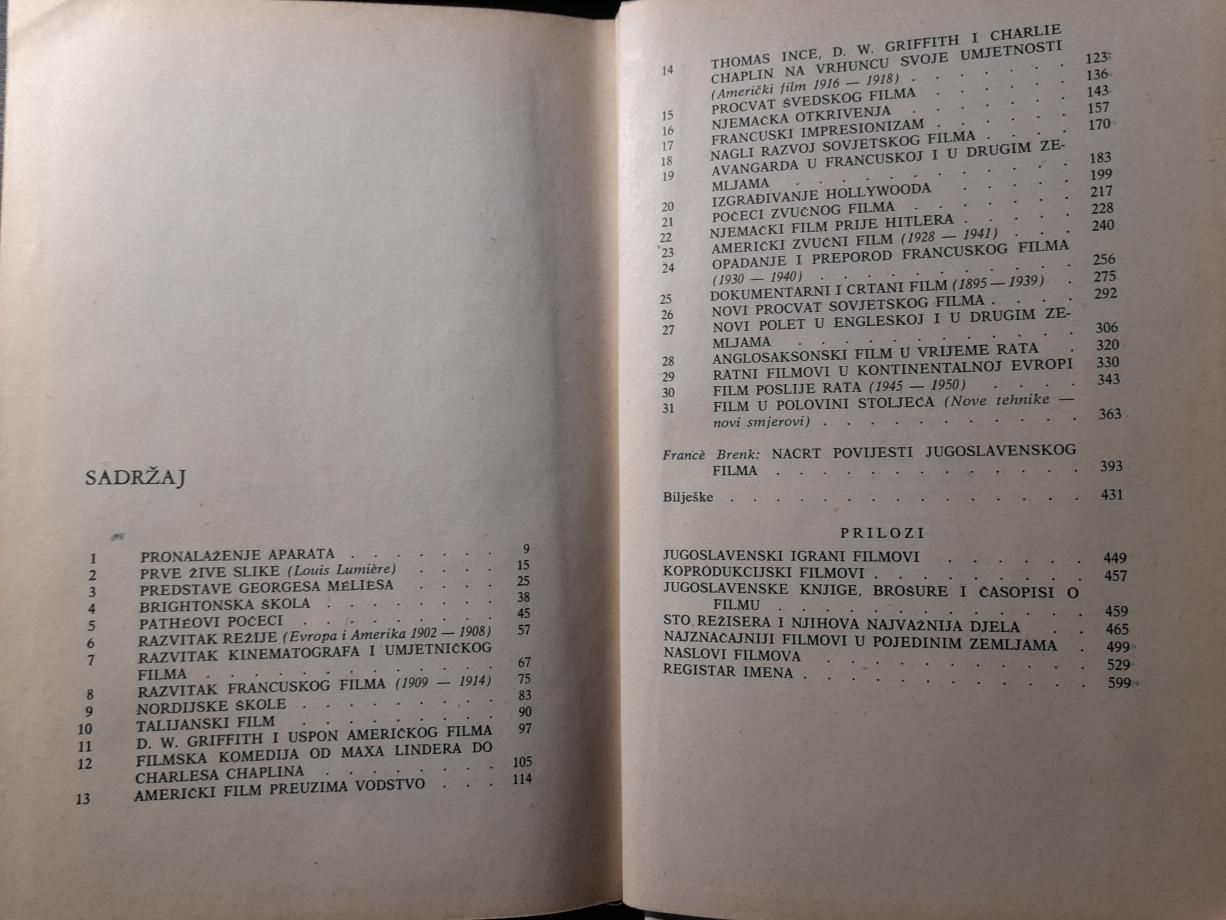 SADRŽAJ
1 PRONALAŽENJE APARATA . . . . . . . 9
2 PRVE ŽIVE SLIKE (Louis Lumière) . . . . 15
3 PREDSTAVE GEORGESA MÉLIESA . . . . 25
4 BRIGHTONSKA ŠKOLA . . . . . . . . 38
5 PATHÉOVI POČECI . . . . . . . . 45
6 RAZVITAK REŽIJE (Evropa i Amerika 1902 — 1908) 57
7 RAZVITAK KINEMATOGRAFA I UMJETNIČKOG
FILMA . . . . . . . . . . . 67
8 RAZVITAK FRANCUSKOG FILMA (1909 — 1914) 75
9 NORDIJSKE ŠKOLE . . . . . . . . 83
10 TALIJANSKI FILM . . . . . . . . 90
11 D. W. GRIFFITH I USPON AMERIČKOG FILMA 97
12 FILMSKA KOMEDIJA OD MAXA LINDERA DO
CHARLESA CHAPLINA . . . . . . . . 105
13 AMERIČKI FILM PREUZIMA VODSTVO . . . 114
14 THOMAS INCE, D. W. GRIFFITH I CHARLIE
CHAPLIN NA VRHUNCU SVOJE UMJETNOSTI
(Američki film 1916 — 1918) . . . . . . 123
15 PROCVAT ŠVEDSKOG FILMA . . . . . 136
16 NJEMAČKA OTKRIVENJA . . . . . . 143
17 FRANCUSKI IMPRESIONIZAM . . . . . 157
18 NAGLI RAZVOJ SOVJETSKOG FILMA . . . . 170
19 AVANGARDA U FRANCUSKOJ I U DRUGIM ZE-
MLJAMA . . . . . . . . . . 183
20 IZGRAĐIVANJE HOLLYWOODA . . . . . 199
21 POČECI ZVUČNOG FILMA . . . . . . 217
22 NJEMAČKI FILM PRIJE HITLERA . . . . . 228
23 AMERIČKI ZVUČNI FILM (1928 — 1941) . . . 240
24 OPADANJE I PREPOROD FRANCUSKOG FILMA
(1930 — 1940) . . . . . . . . . . 256
25 DOKUMENTARNI I CRTANI FILM (1895 — 1939) . 275
26 NOVI PROCVAT SOVJETSKOG FILMA . . . . 292
27 NOVI POLET U ENGLESKOJ I U DRUGIM ZE-
MLJAMA . . . . . . . . . . . 306
28 ANGLOSAKSONSKI FILM U VRIJEME RATA . 320
29 RATNI FILMOVI U KONTINENTALNOJ EVROPI 330
30 FILM POSLIJE RATA (1945 — 1950) . . . . 343
31 FILM U POLOVINI STOLJEĆA (Nove tehnike —
novi smjerovi) . . . . . . . . . . 363
Francè Brenk: NACRT POVIJESTI JUGOSLAVENSKOG
FILMA . . . . . . . . . . . . 393
Bilješke . . . . . . . . . . . . . . 431
PRILOZI
JUGOSLAVENSKI IGRANI FILMOVI . . . . . 449
KOPRODUKCIJSKI FILMOVI . . . . . . . . 457
JUGOSLAVENSKE KNJIGE, BROŠURE I ČASOPISI O
FILMU . . . . . . . . . . . . 459
STO REŽISERA I NJIHOVA NAJVAŽNIJA DJELA . . 465
NAJZNAČAJNIJI FILMOVI U POJEDINIM ZEMLJAMA . 499
NASLOVI FILMOVA . . . . . . . . . . 529
REGISTAR IMENA . . . . . . . . . . . 599